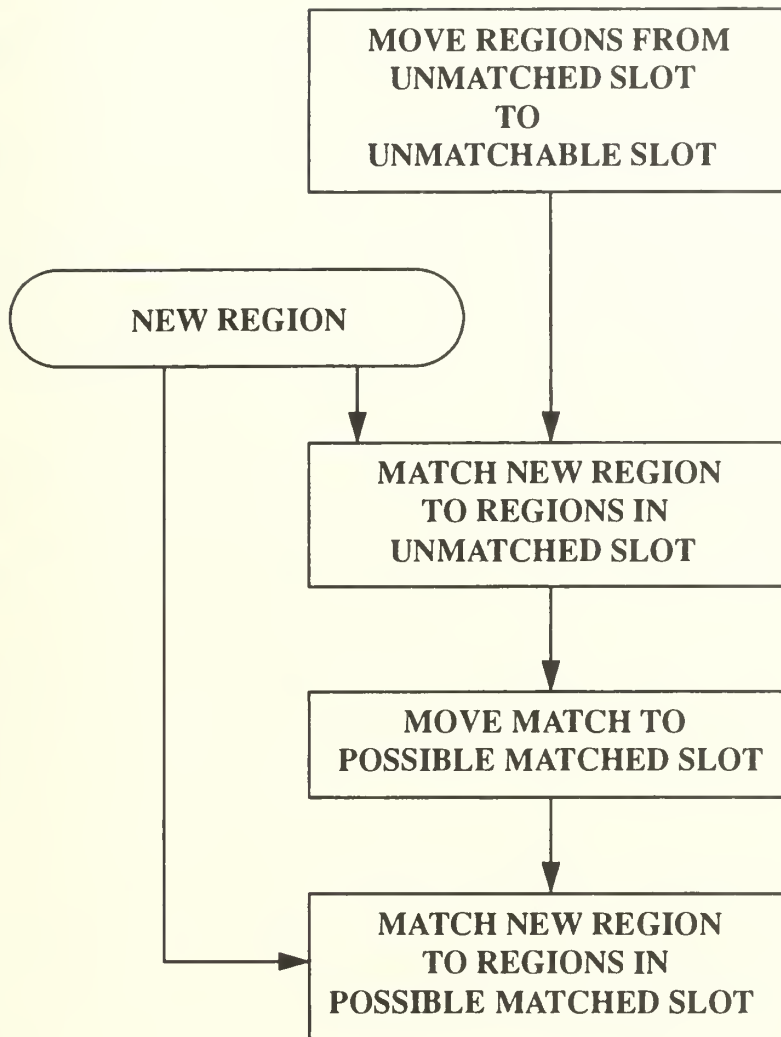 MOVE REGIONS FROM
UNMATCHED SLOT
TO
UNMATCHABLE SLOT
NEW REGION
MATCH NEW REGION
TO REGIONS IN
UNMATCHED SLOT
MOVE MATCH TO
POSSIBLE MATCHED SLOT
MATCH NEW REGION
TO REGIONS IN
POSSIBLE MATCHED SLOT